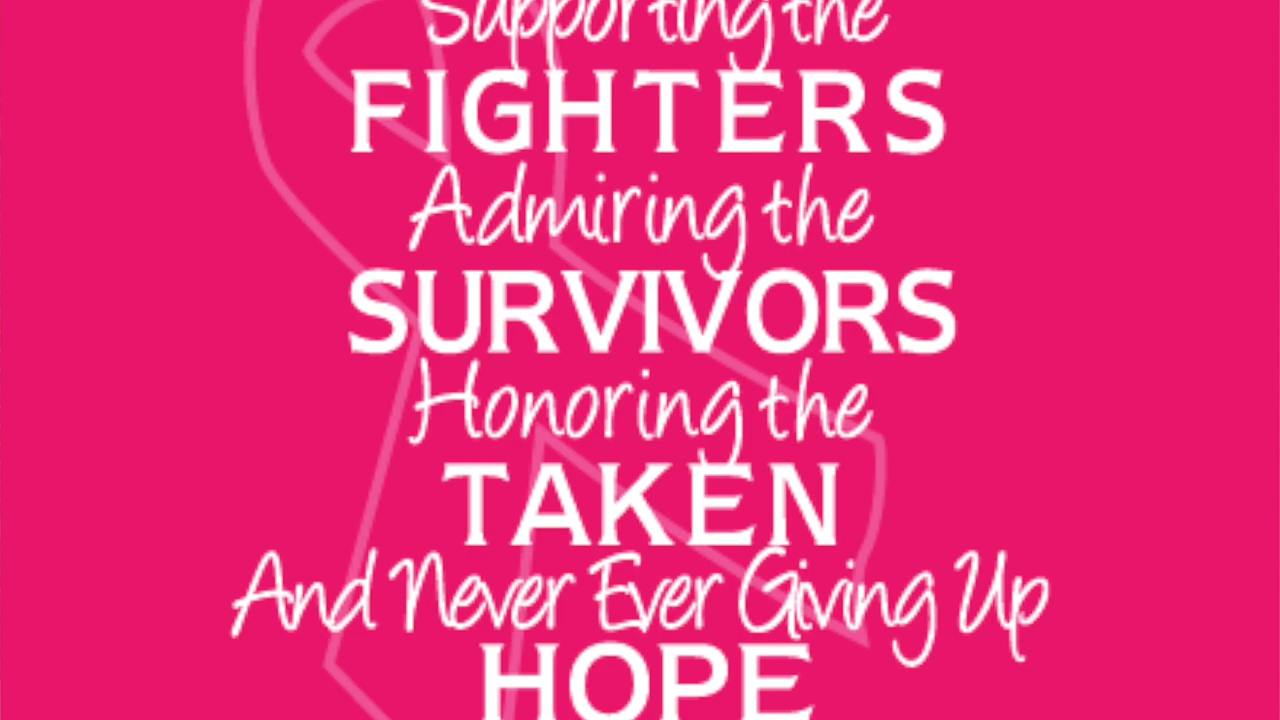 Supporting the
FIGHTERS
Admiring the
SURVIVORS
Honoring the
TAKEN
And Never Ever Giving Up
HOPE